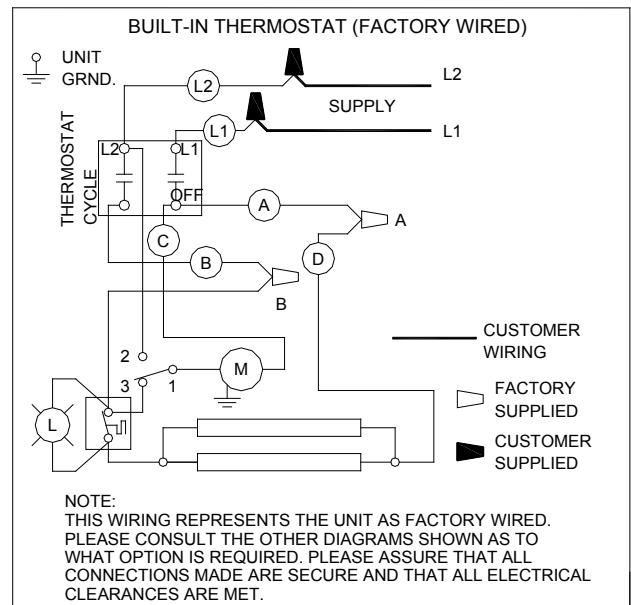 BUILT-IN THERMOSTAT (FACTORY WIRED)
UNIT
GRND.
L2
L2
SUPPLY
L1
L1
THERMOSTAT
CYCLE
L2
L1
OFF
A
A
C
B
D
B
2
3
1
M
L
CUSTOMER
WIRING
FACTORY
SUPPLIED
CUSTOMER
SUPPLIED
NOTE:
THIS WIRING REPRESENTS THE UNIT AS FACTORY WIRED.
PLEASE CONSULT THE OTHER DIAGRAMS SHOWN AS TO
WHAT OPTION IS REQUIRED. PLEASE ASSURE THAT ALL
CONNECTIONS MADE ARE SECURE AND THAT ALL ELECTRICAL
CLEARANCES ARE MET.